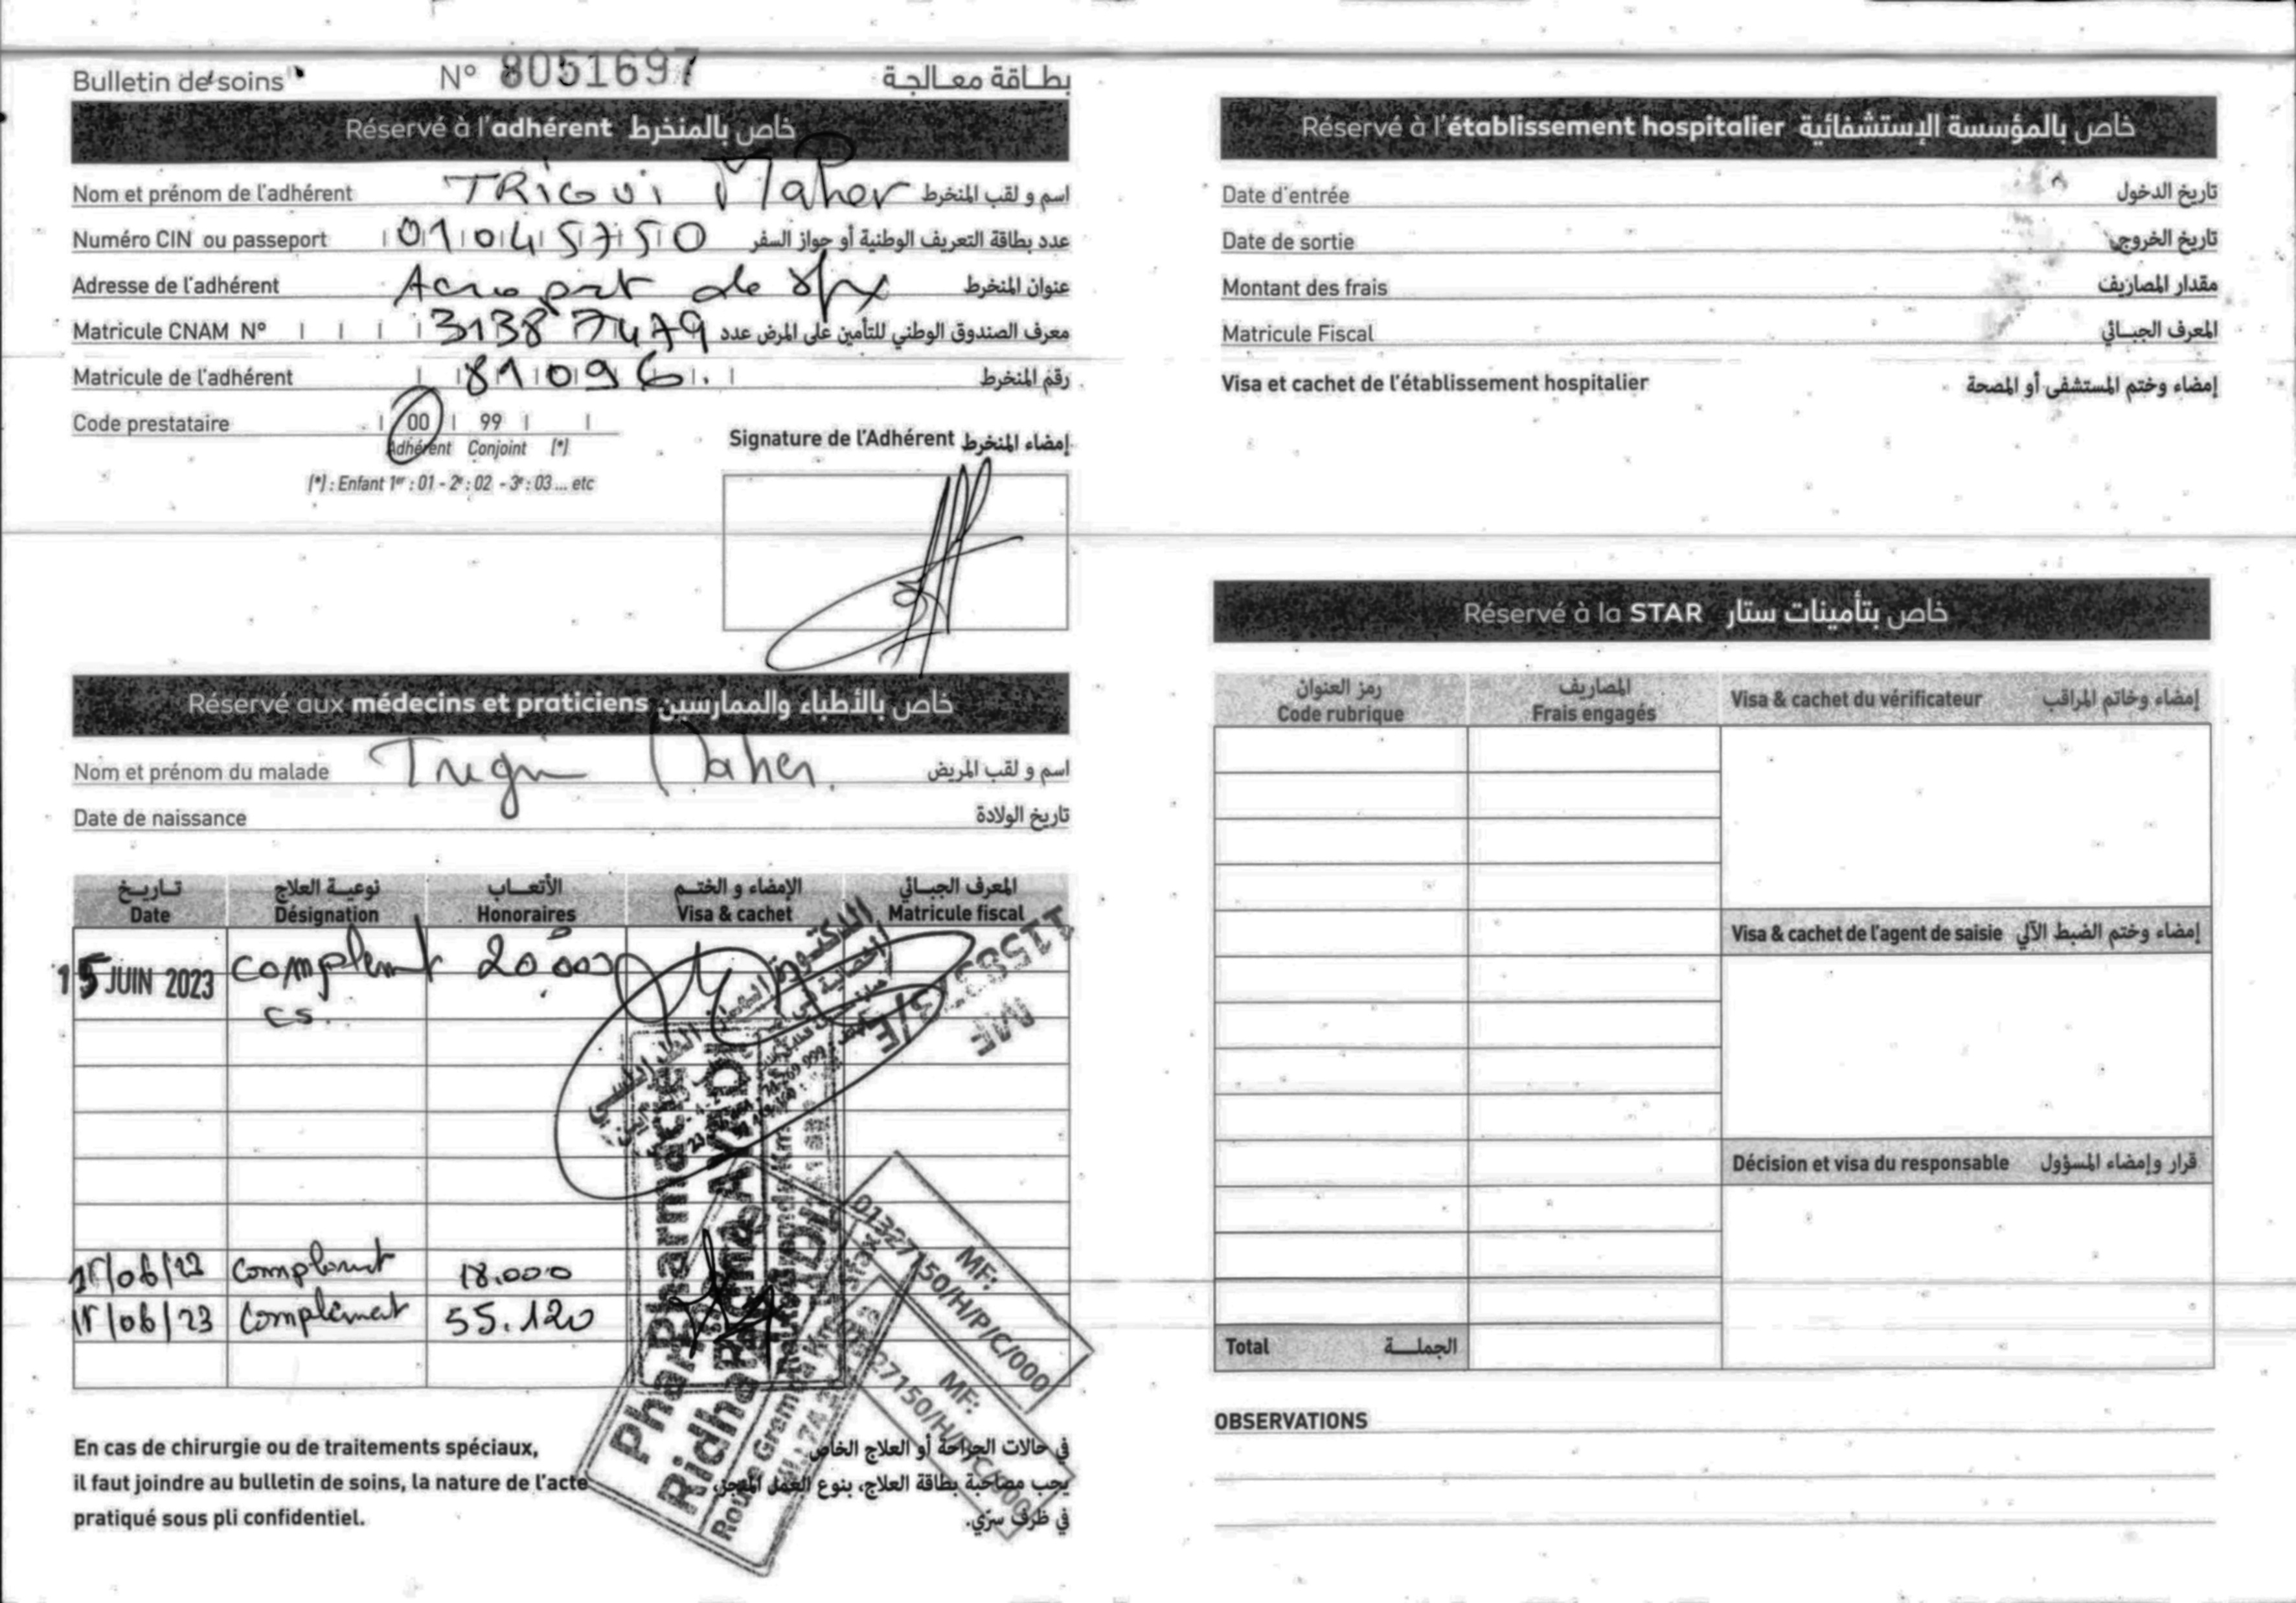 Bulletin de soins N° 8051697 بطاقة معالجة
Réservé à l'adhérent خاص بالمنخرط
Nom et prénom de l'adhérent TRIGUI Maher اسم و لقب المنخرط
Numéro CIN ou passeport 01045750 عدد بطاقة التعريف الوطنية أو جواز السفر
Adresse de l'adhérent Aeroport de sfx عنوان المنخرط
Matricule CNAM N° 31387479 معرف الصندوق الوطني للتأمين على المرض عدد
Matricule de l'adhérent 81096. رقم المنخرط
Code prestataire 00 99
Adhérent Conjoint (*)
(*) : Enfant 1er : 01 - 2e : 02 - 3e : 03 ... etc
Signature de l'Adhérent إمضاء المنخرط
Réservé aux médecins et praticiens خاص بالأطباء والممارسين
Nom et prénom du malade Trigui Maher. اسم و لقب المريض
Date de naissance تاريخ الولادة
تاريخ نوعية العلاج الأتعاب الإمضاء و الختم المعرف الجبائي
Date Désignation Honoraires Visa & cachet Matricule fiscal
15 JUIN 2023 complement 20.000
cs.
15/06/23 Complement 18.000
15/06/23 Complément 55.120
MF:
01327150/H/P/C/000
MF:
En cas de chirurgie ou de traitements spéciaux,
il faut joindre au bulletin de soins, la nature de l'acte
pratiqué sous pli confidentiel.
في حالات الجراحة أو العلاج الخاص
يجب مصاحبة بطاقة العلاج، بنوع العمل المنجز،
في ظرف سرّي.
Réservé à l'établissement hospitalier خاص بالمؤسسة الإستشفائية
Date d'entrée تاريخ الدخول
Date de sortie تاريخ الخروج
Montant des frais مقدار المصاريف
Matricule Fiscal المعرف الجبائي
Visa et cachet de l'établissement hospitalier إمضاء وختم المستشفى أو المصحة
Réservé à la STAR خاص بتأمينات ستار
رمز العنوان المصاريف
Code rubrique Frais engagés Visa & cachet du vérificateur إمضاء وخاتم المراقب
Visa & cachet de l'agent de saisie إمضاء وختم الضبط الآلي
Décision et visa du responsable قرار وإمضاء المسؤول
Total الجملة
OBSERVATIONS